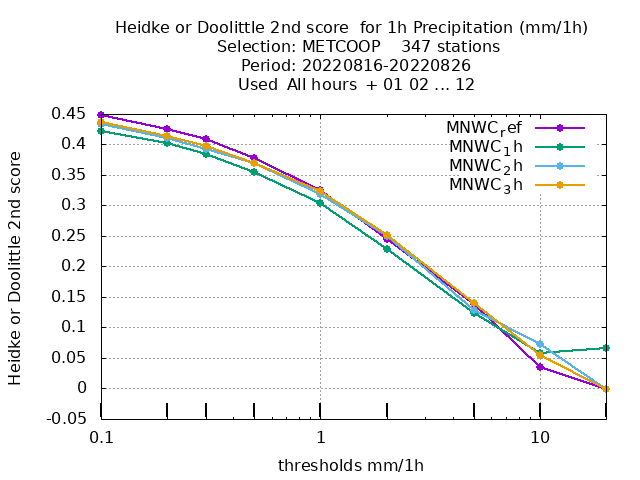 Heidke or Doolittle 2nd score  for 1h Precipitation (mm/1h)
Selection: METCOOP    347 stations
Period: 20220816-20220826
Used  All hours  + 01 02 ... 12
Heidke or Doolittle 2nd score
0.45
0.4
0.35
0.3
0.25
0.2
0.15
0.1
0.05
0
-0.05
MNWC_ref
MNWC_1h
MNWC_2h
MNWC_3h
0.1
1
10
thresholds mm/1h